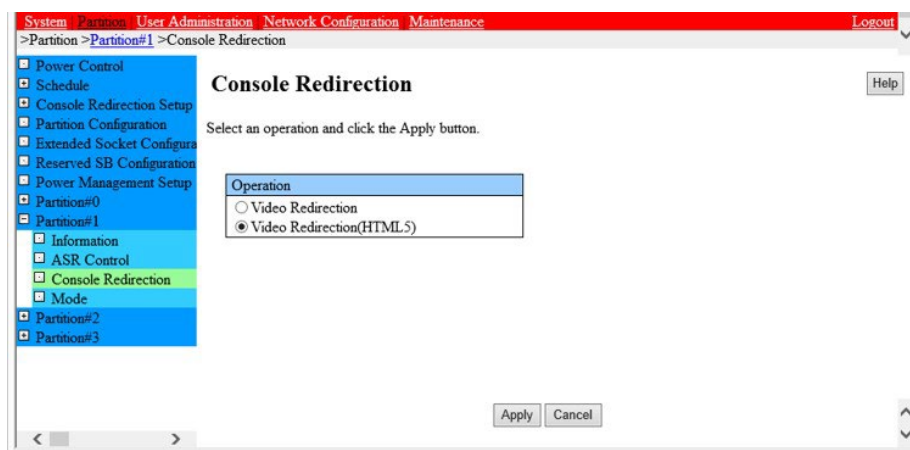 System | Partition | User Administration | Network Configuration | Maintenance Logout
>Partition >Partition#1 >Console Redirection
Power Control
Schedule
Console Redirection Setup
Partition Configuration
Extended Socket Configura
Reserved SB Configuration
Power Management Setup
Partition#0
Partition#1
Information
ASR Control
Console Redirection
Mode
Partition#2
Partition#3
Console Redirection
Help
Select an operation and click the Apply button.
Operation
Video Redirection
Video Redirection(HTML5)
Apply Cancel